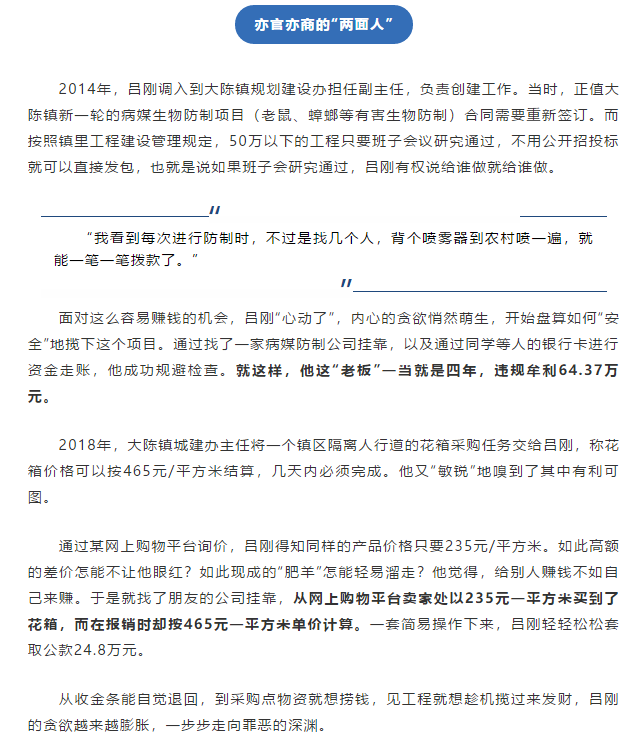 亦官亦商的“两面人”
2014年，吕刚调入到大陈镇规划建设办担任副主任，负责创建工作。当时，正值大
陈镇新一轮的病媒生物防制项目（老鼠、蟑螂等有害生物防制）合同需要重新签订。而
按照镇里工程建设管理规定，50万以下的工程只要班子会议研究通过，不用公开招投标
就可以直接发包，也就是说如果班子会研究通过，吕刚有权说给谁做就给谁做。
“
“我看到每次进行防制时，不过是找几个人，背个喷雾器到农村喷一遍，就
能一笔一笔拨款了。”
”
面对这么容易赚钱的机会，吕刚“心动了”，内心的贪欲悄然萌生，开始盘算如何“安
全”地揽下这个项目。通过找了一家病媒防制公司挂靠，以及通过同学等人的银行卡进行
资金走账，他成功规避检查。就这样，他这“老板”一当就是四年，违规牟利64.37万
元。
2018年，大陈镇城建办主任将一个镇区隔离人行道的花箱采购任务交给吕刚，称花
箱价格可以按465元/平方米结算，几天内必须完成。他又“敏锐”地嗅到了其中有利可
图。
通过某网上购物平台询价，吕刚得知同样的产品价格只要235元/平方米。如此高额
的差价怎能不让他眼红？如此现成的“肥羊”怎能轻易溜走？他觉得，给别人赚钱不如自
己来赚。于是就找了朋友的公司挂靠，从网上购物平台卖家处以235元一平方米买到了
花箱，而在报销时却按465元一平方米单价计算。一套简易操作下来，吕刚轻轻松松套
取公款24.8万元。
从收金条能自觉退回，到采购点物资就想捞钱，见工程就想趁机揽过来发财，吕刚
的贪欲越来越膨胀，一步步走向罪恶的深渊。